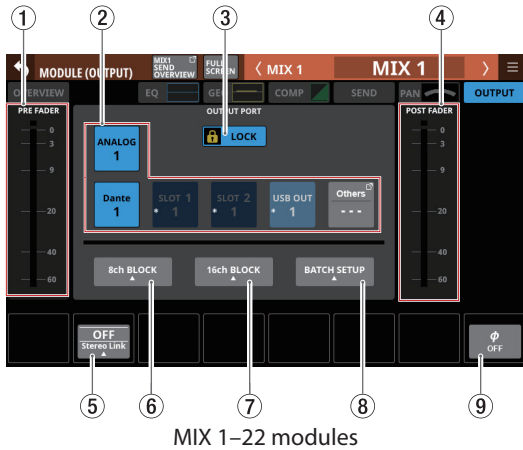 ① ② ③ ④
MODULE (OUTPUT)
MIX1
SEND
OVERVIEW
FULL
SCREEN
MIX 1
MIX 1
OVERVIEW
EQ
GEQ
COMP
SEND
PAN
OUTPUT
PRE FADER
OUTPUT PORT
POST FADER
0
3
9
20
40
60
ANALOG
1
LOCK
Dante
1
SLOT 1
* 1
SLOT 2
* 1
USB OUT
* 1
Others
- - -
0
3
9
20
40
60
8ch BLOCK
16ch BLOCK
BATCH SETUP
OFF
Stereo Link
φ
OFF
⑤ ⑥ ⑦ ⑧ ⑨
MIX 1–22 modules